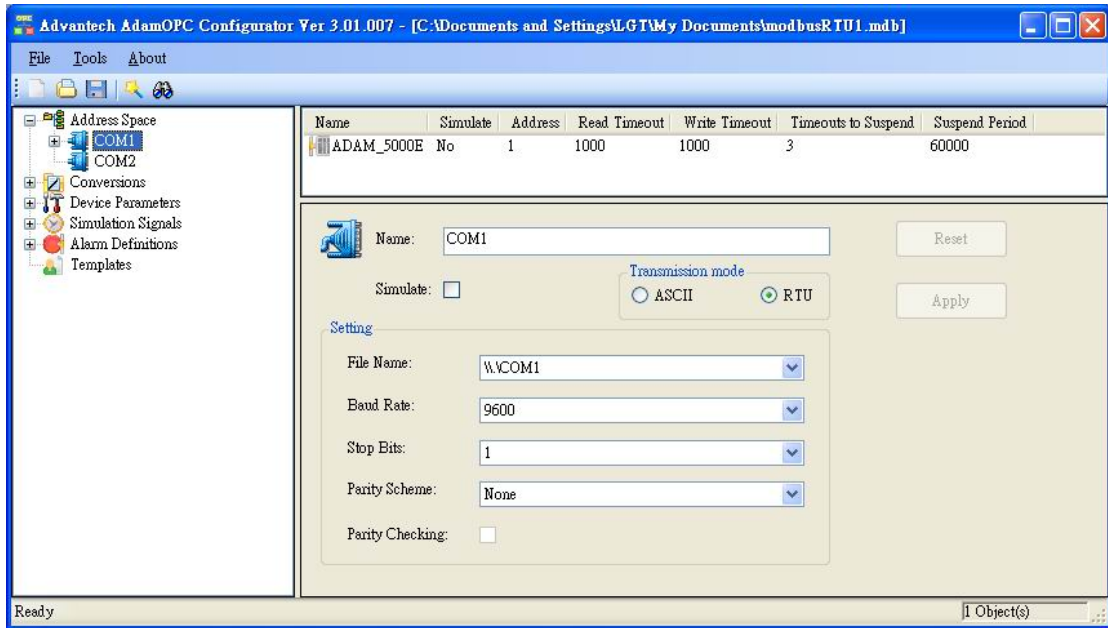 Advantech AdamOPC Configurator Ver 3.01.007 - [C:\Documents and Settings\LGT\My Documents\modbusRTU1.mdb]
File Tools About
Address Space
COM1
COM2
Conversions
Device Parameters
Simulation Signals
Alarm Definitions
Templates
Name Simulate Address Read Timeout Write Timeout Timeouts to Suspend Suspend Period
ADAM_5000E No 1 1000 1000 3 60000
Name: COM1 Reset
Transmission mode
Simulate: ASCII RTU Apply
Setting
File Name: \\.\COM1
Baud Rate: 9600
Stop Bits: 1
Parity Scheme: None
Parity Checking:
Ready 1 Object(s)